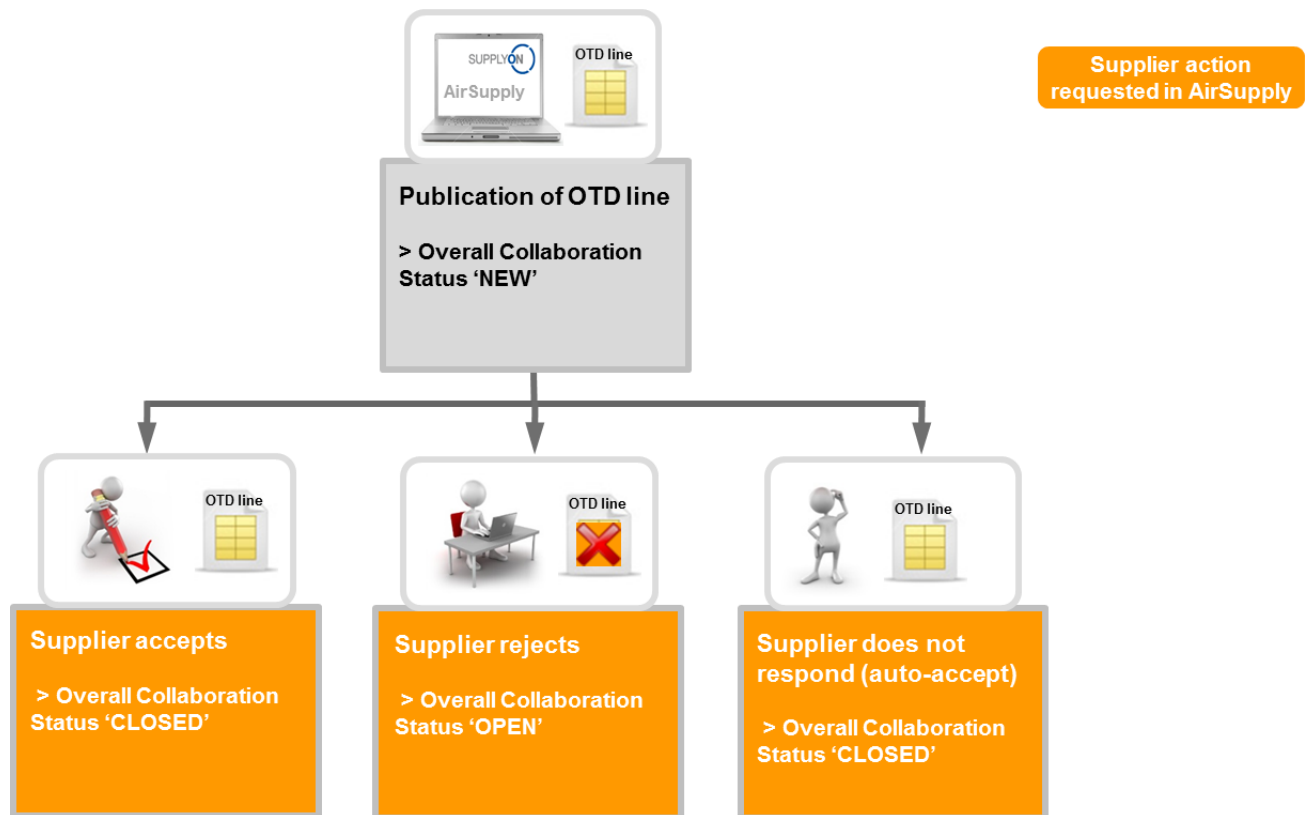 SUPPLYON
AirSupply
OTD line
Supplier action
requested in AirSupply
Publication of OTD line
> Overall Collaboration
Status ‘NEW’
OTD line
OTD line
OTD line
Supplier accepts
> Overall Collaboration
Status ‘CLOSED’
Supplier rejects
> Overall Collaboration
Status ‘OPEN’
Supplier does not
respond (auto-accept)
> Overall Collaboration
Status ‘CLOSED’